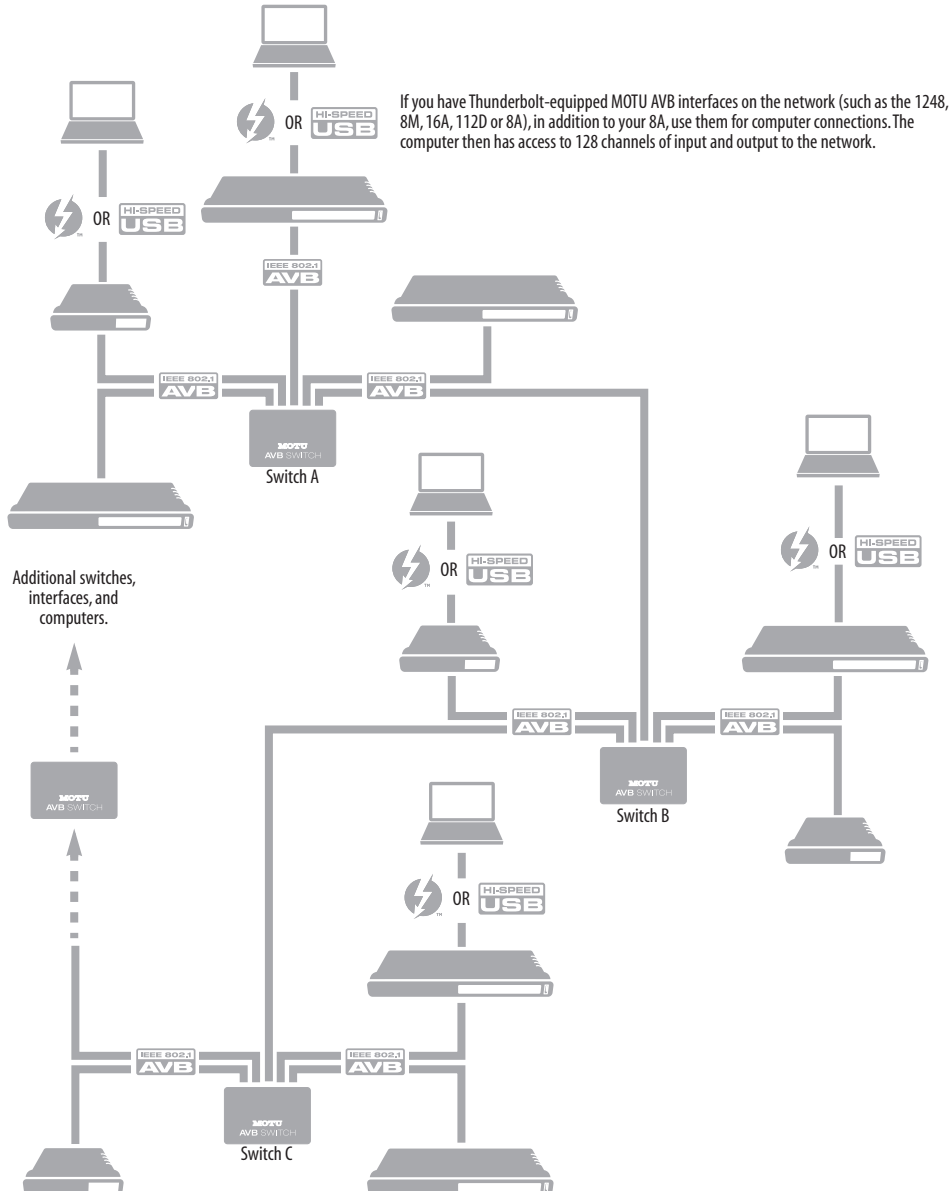 If you have Thunderbolt-equipped MOTU AVB interfaces on the network (such as the 1248,
8M, 16A, 112D or 8A), in addition to your 8A, use them for computer connections. The
computer then has access to 128 channels of input and output to the network.
OR HI-SPEED USB
OR HI-SPEED USB
IEEE 802.1 AVB
IEEE 802.1 AVB
IEEE 802.1 AVB
MOTU
AVB SWITCH
Switch A
OR HI-SPEED USB
OR HI-SPEED USB
Additional switches,
interfaces, and
computers.
IEEE 802.1 AVB
IEEE 802.1 AVB
MOTU
AVB SWITCH
Switch B
MOTU
AVB SWITCH
OR HI-SPEED USB
IEEE 802.1 AVB
IEEE 802.1 AVB
MOTU
AVB SWITCH
Switch C